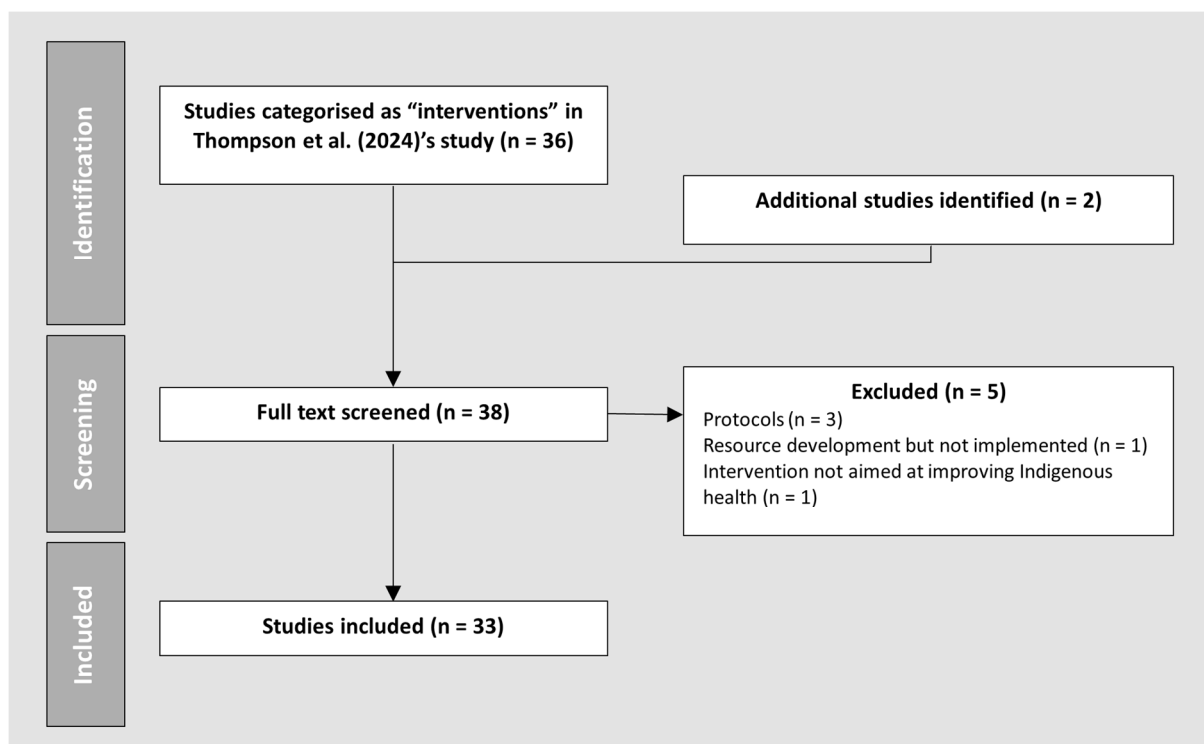 Identification
Studies categorised as “interventions” in
Thompson et al. (2024)’s study (n = 36)
Additional studies identified (n = 2)
Screening
Full text screened (n = 38)
Excluded (n = 5)
Protocols (n = 3)
Resource development but not implemented (n = 1)
Intervention not aimed at improving Indigenous
health (n = 1)
Included
Studies included (n = 33)